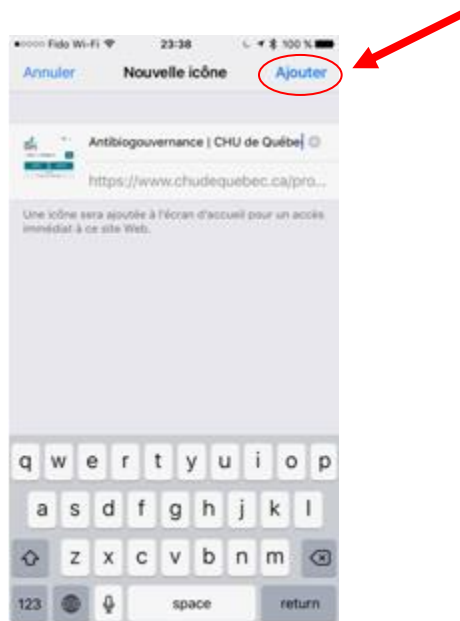 Fido Wi-Fi 23:38 100 %
Annuler Nouvelle icône Ajouter
Antibiogouvernance | CHU de Québe
https://www.chudequebec.ca/pro...
Une icône sera ajoutée à l'écran d'accueil pour un accès
immédiat à ce site Web.
q w e r t y u i o p
a s d f g h j k l
z x c v b n m
123 space return